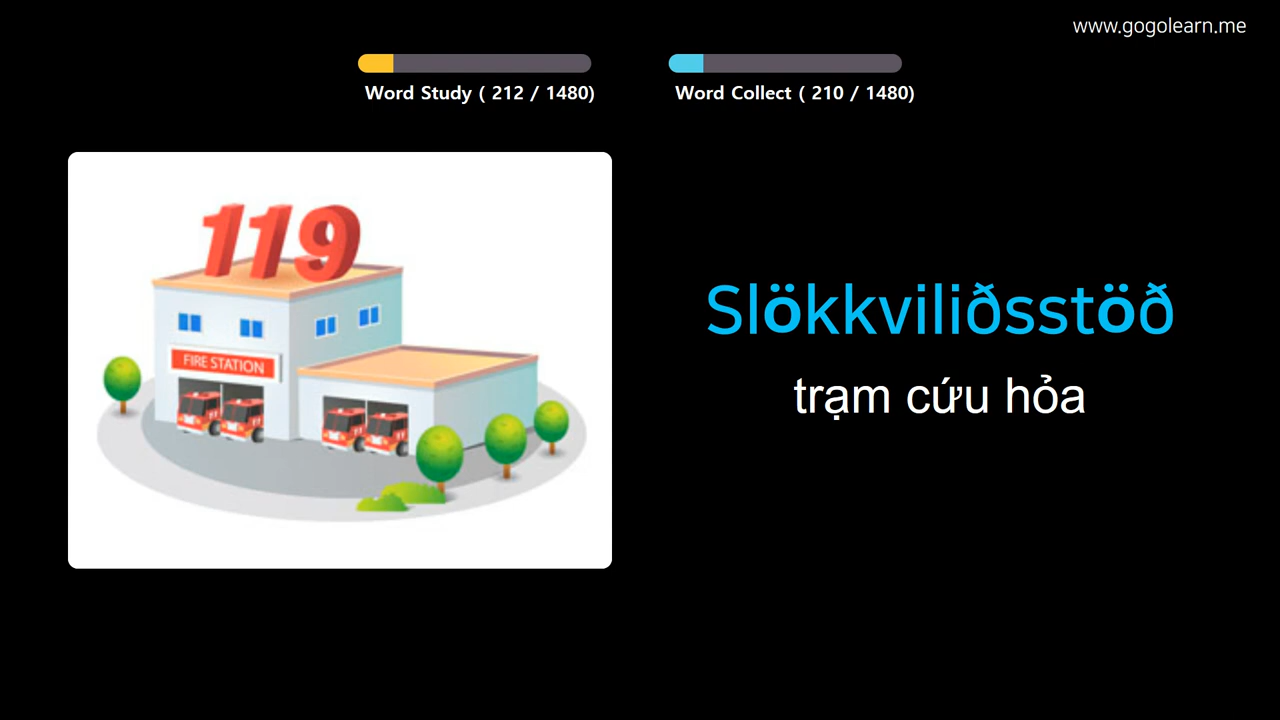 www.gogolearn.me
Word Study ( 212 / 1480)
Word Collect ( 210 / 1480)
119
FIRE STATION
Slökkviliðsstöð
trạm cứu hỏa